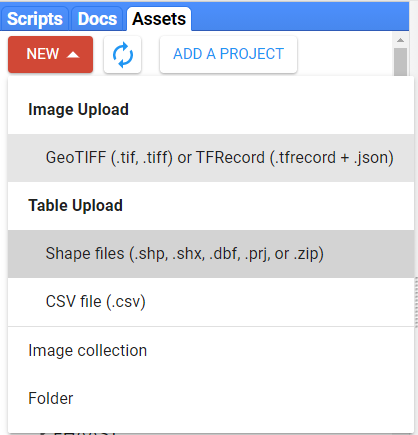 Scripts Docs Assets
NEW ADD A PROJECT
Image Upload
GeoTIFF (.tif, .tiff) or TFRecord (.tfrecord + .json)
Table Upload
Shape files (.shp, .shx, .dbf, .prj, or .zip)
CSV file (.csv)
Image collection
Folder